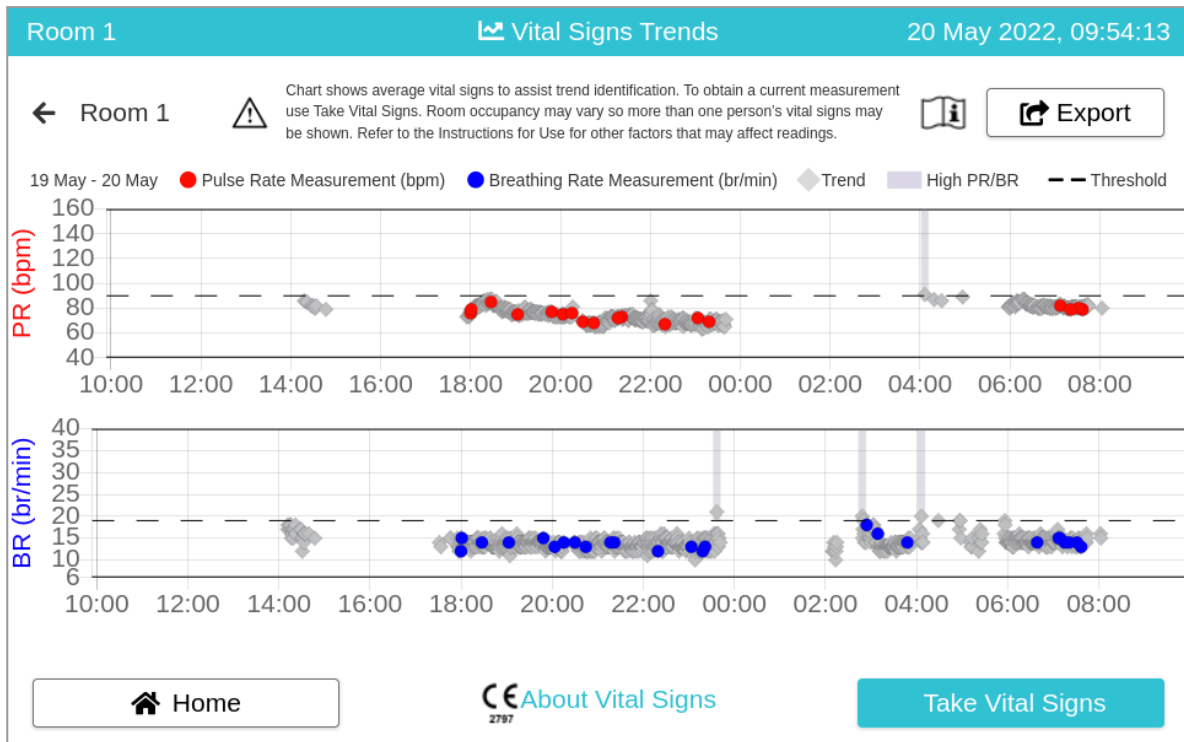 Room 1
Vital Signs Trends
20 May 2022, 09:54:13
Room 1
Chart shows average vital signs to assist trend identification. To obtain a current measurement
use Take Vital Signs. Room occupancy may vary so more than one person's vital signs may
be shown. Refer to the Instructions for Use for other factors that may affect readings.
i
Export
19 May - 20 May
Pulse Rate Measurement (bpm)
Breathing Rate Measurement (br/min)
Trend
High PR/BR
Threshold
PR (bpm)
160
140
120
100
80
60
40
10:00 12:00 14:00 16:00 18:00 20:00 22:00 00:00 02:00 04:00 06:00 08:00
BR (br/min)
40
35
30
25
20
15
10
6
10:00 12:00 14:00 16:00 18:00 20:00 22:00 00:00 02:00 04:00 06:00 08:00
Home
CE
2797
About Vital Signs
Take Vital Signs